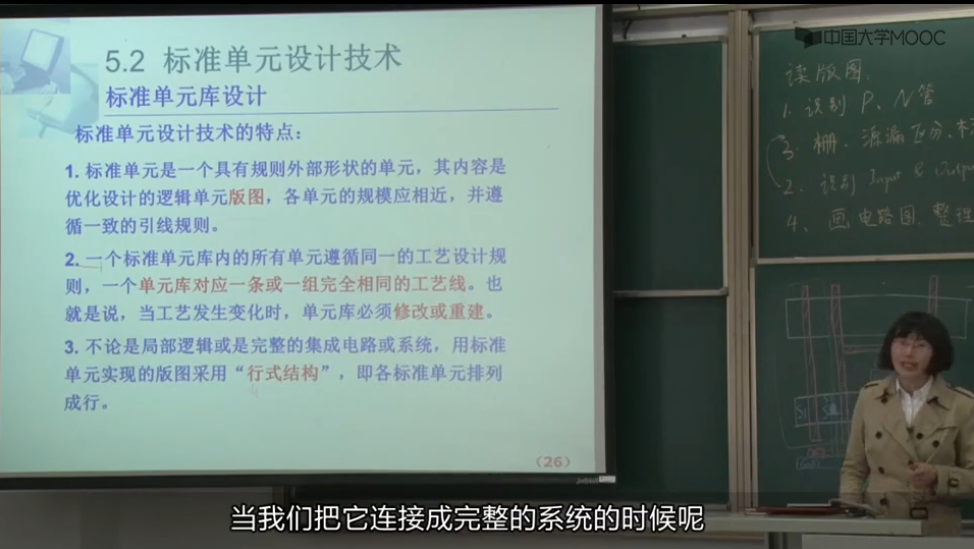 5.2 标准单元设计技术
标准单元库设计
标准单元设计技术的特点：
1. 标准单元是一个具有规则外部形状的单元，其内容是
优化设计的逻辑单元版图，各单元的规模应相近，并遵
循一致的引线规则。
2. 一个标准单元库内的所有单元遵循同一的工艺设计规
则，一个单元库对应一条或一组完全相同的工艺线。也
就是说，当工艺发生变化时，单元库必须修改或重建。
3. 不论是局部逻辑或是完整的集成电路或系统，用标准
单元实现的版图采用“行式结构”，即各标准单元排列
成行。
（26）
中国大学MOOC
读版图.
1. 识别 P、N管
3. 栅、源漏区分、
2. 识别 Input &
4、画电路图、整理
当我们把它连接成完整的系统的时候呢